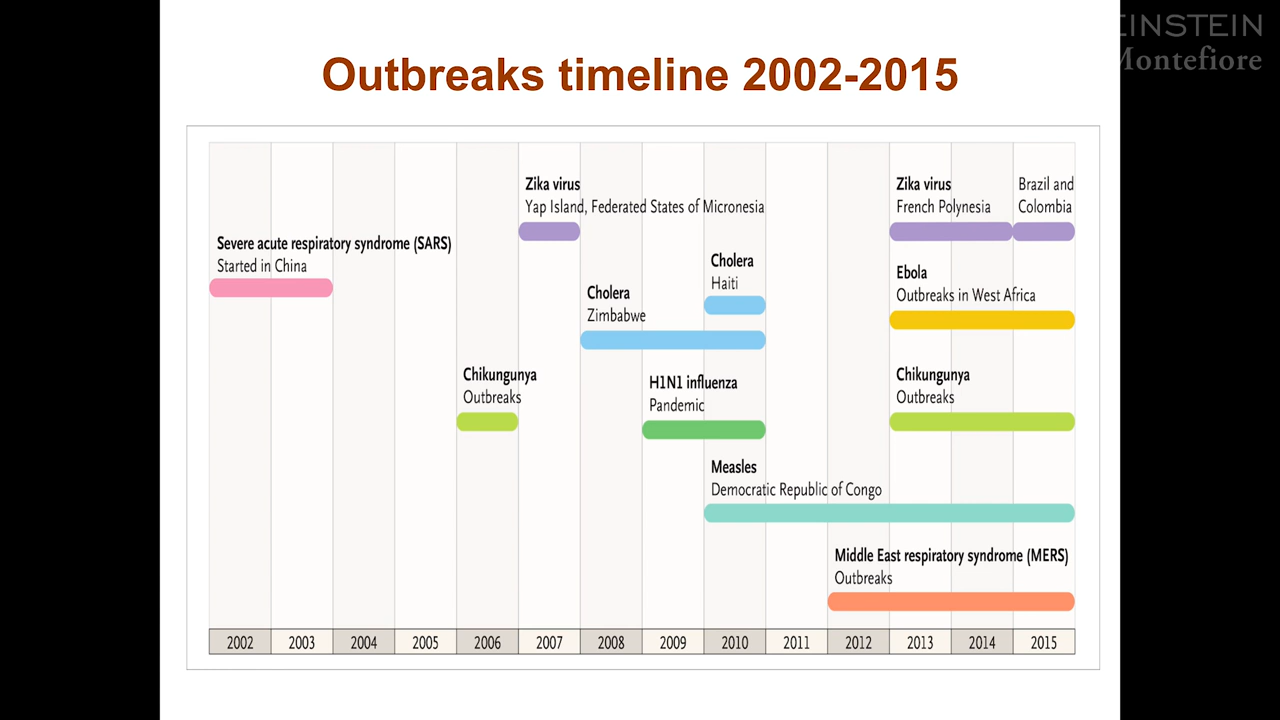 EINSTEIN
Montefiore
Outbreaks timeline 2002-2015
Zika virus
Yap Island, Federated States of Micronesia
Zika virus
French Polynesia
Brazil and
Colombia
Severe acute respiratory syndrome (SARS)
Started in China
Cholera
Haiti
Ebola
Outbreaks in West Africa
Cholera
Zimbabwe
Chikungunya
Outbreaks
H1N1 influenza
Pandemic
Chikungunya
Outbreaks
Measles
Democratic Republic of Congo
Middle East respiratory syndrome (MERS)
Outbreaks
2002 2003 2004 2005 2006 2007 2008 2009 2010 2011 2012 2013 2014 2015